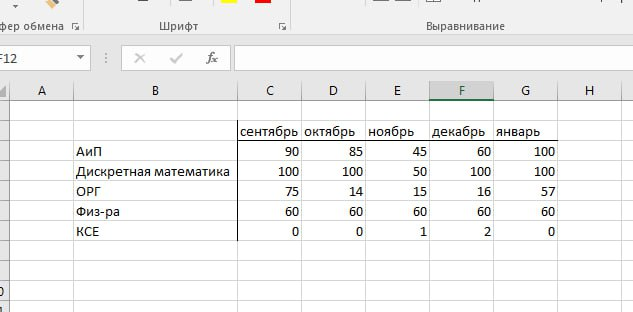 фер обмена Шрифт Выравнивание
F12 fx
A B C D E F G H I
сентябрь октябрь ноябрь декабрь январь
АиП 90 85 45 60 100
Дискретная математика 100 100 50 100 100
ОРГ 75 14 15 16 57
Физ-ра 60 60 60 60 60
КСЕ 0 0 1 2 0